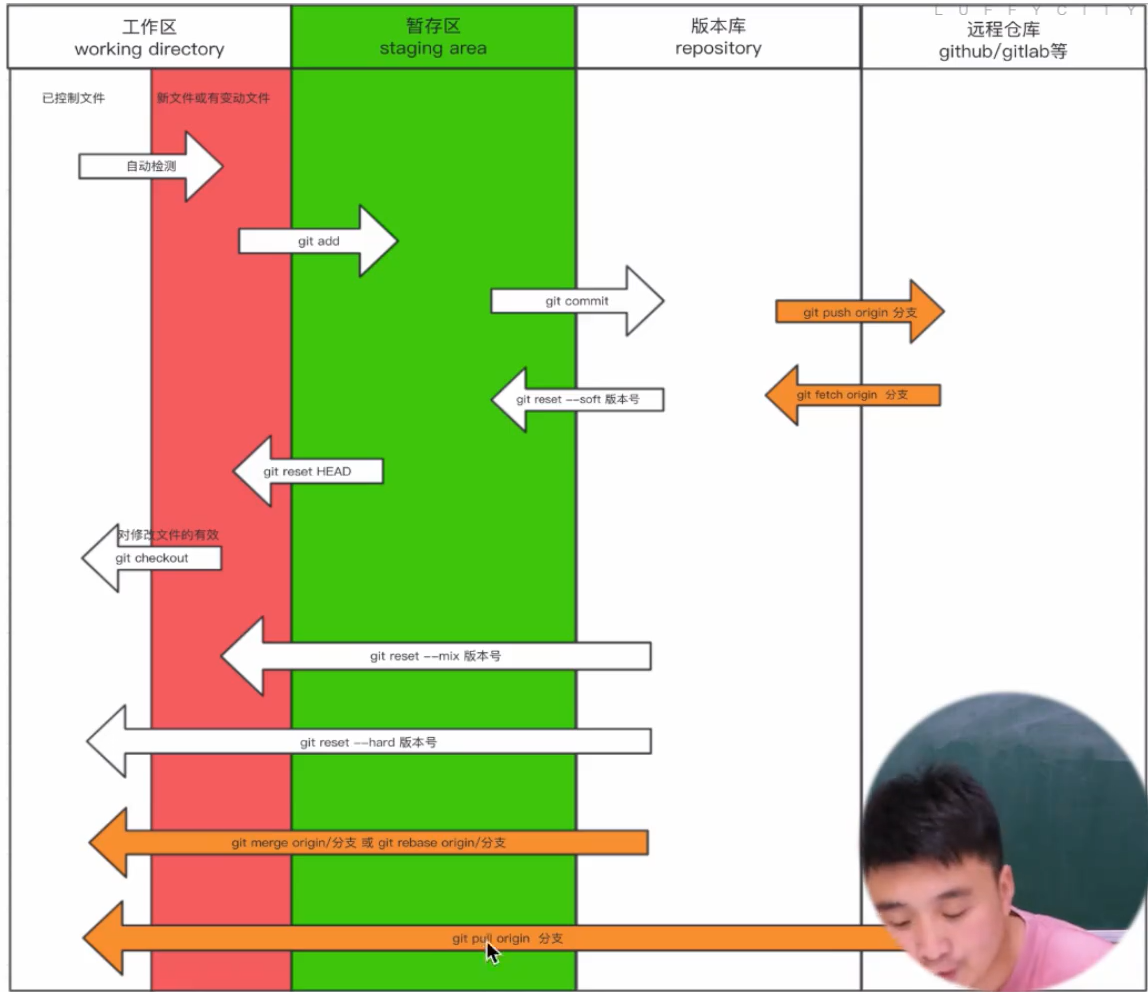 LUFFYCITY
工作区
working directory
暂存区
staging area
版本库
repository
远程仓库
github/gitlab等
已控制文件
新文件或有变动文件
自动检测
git add
git commit
git push origin 分支
git reset --soft 版本号
git fetch origin 分支
git reset HEAD
对修改文件的有效
git checkout
git reset --mix 版本号
git reset --hard 版本号
git merge origin/分支 或 git rebase origin/分支
git pull origin 分支